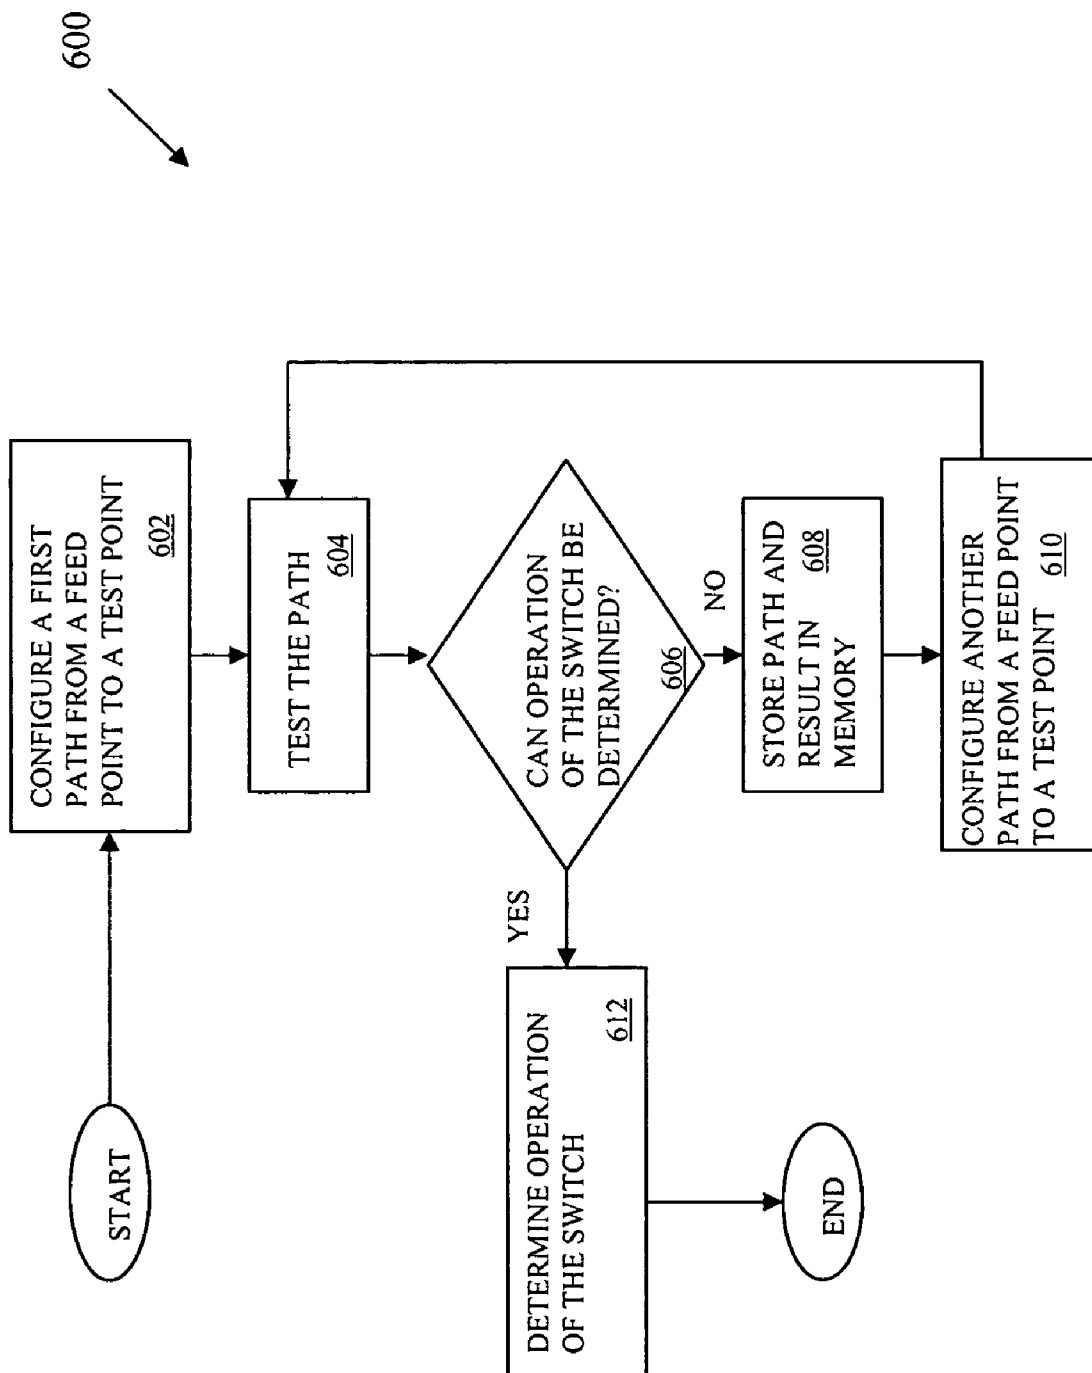 600
START
CONFIGURE A FIRST
PATH FROM A FEED
POINT TO A TEST POINT
602
TEST THE PATH
604
CAN OPERATION
OF THE SWITCH BE
DETERMINED?
606
YES
NO
STORE PATH AND
RESULT IN
MEMORY
608
CONFIGURE ANOTHER
PATH FROM A FEED POINT
TO A TEST POINT
610
DETERMINE OPERATION
OF THE SWITCH
612
END